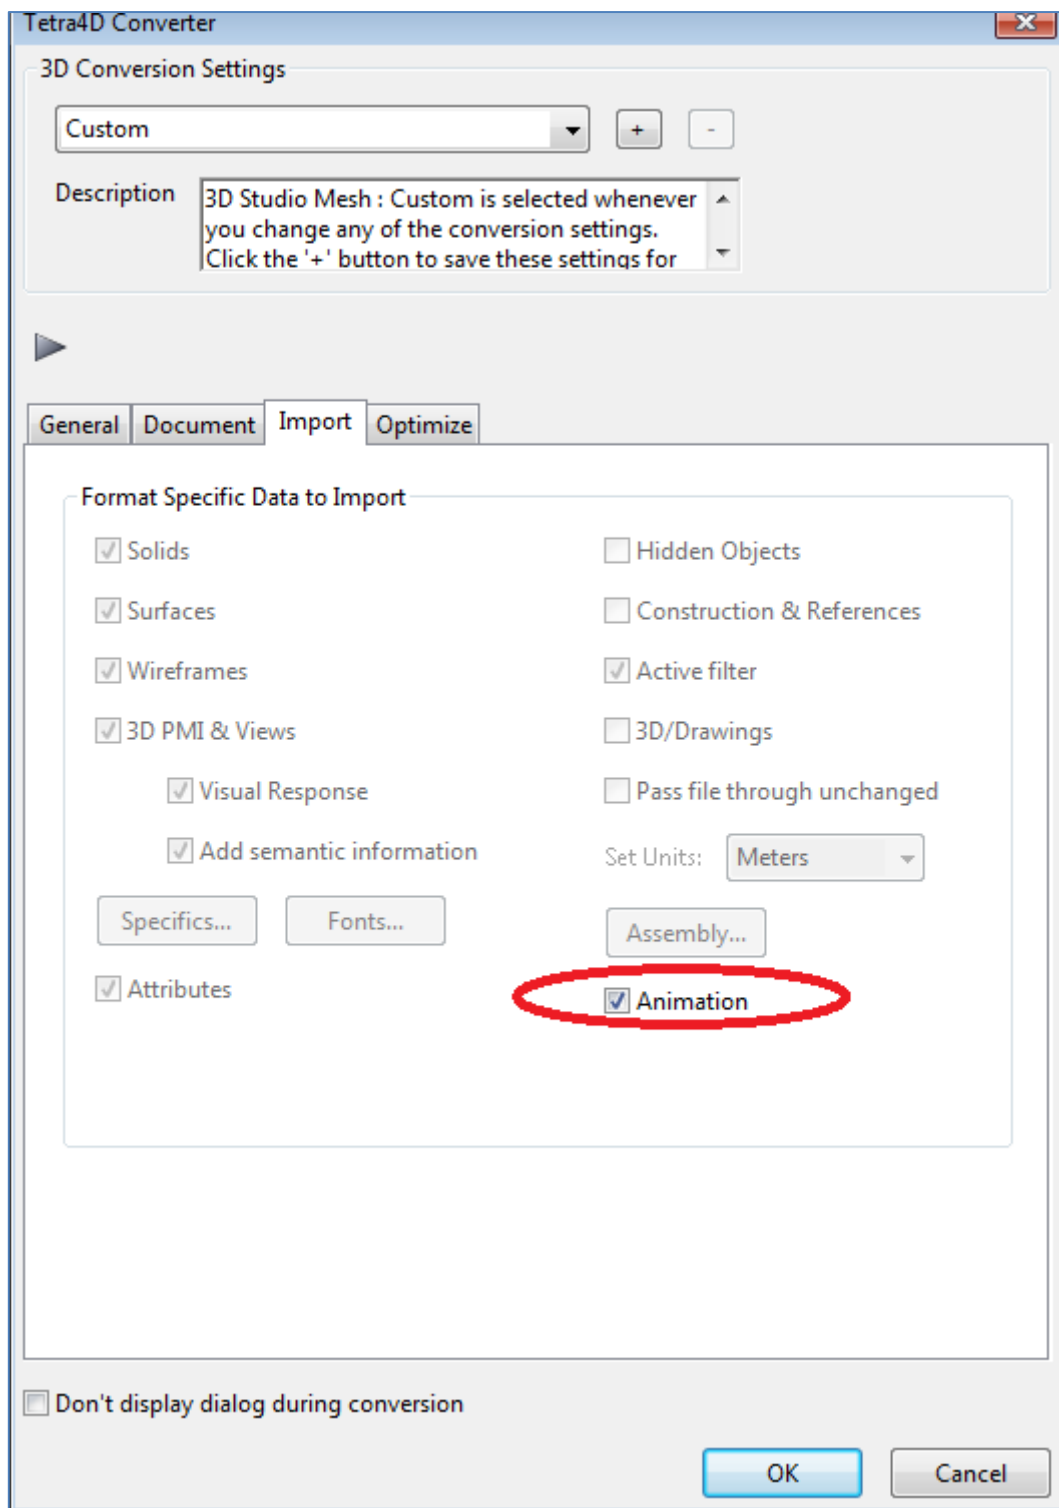 Tetra4D Converter
3D Conversion Settings
Custom
+
-
Description
3D Studio Mesh : Custom is selected whenever
you change any of the conversion settings.
Click the '+' button to save these settings for
General Document Import Optimize
Format Specific Data to Import
Solids
Hidden Objects
Surfaces
Construction & References
Wireframes
Active filter
3D PMI & Views
3D/Drawings
Visual Response
Pass file through unchanged
Add semantic information
Set Units: Meters
Specifics... Fonts...
Assembly...
Attributes
Animation
Don't display dialog during conversion
OK Cancel